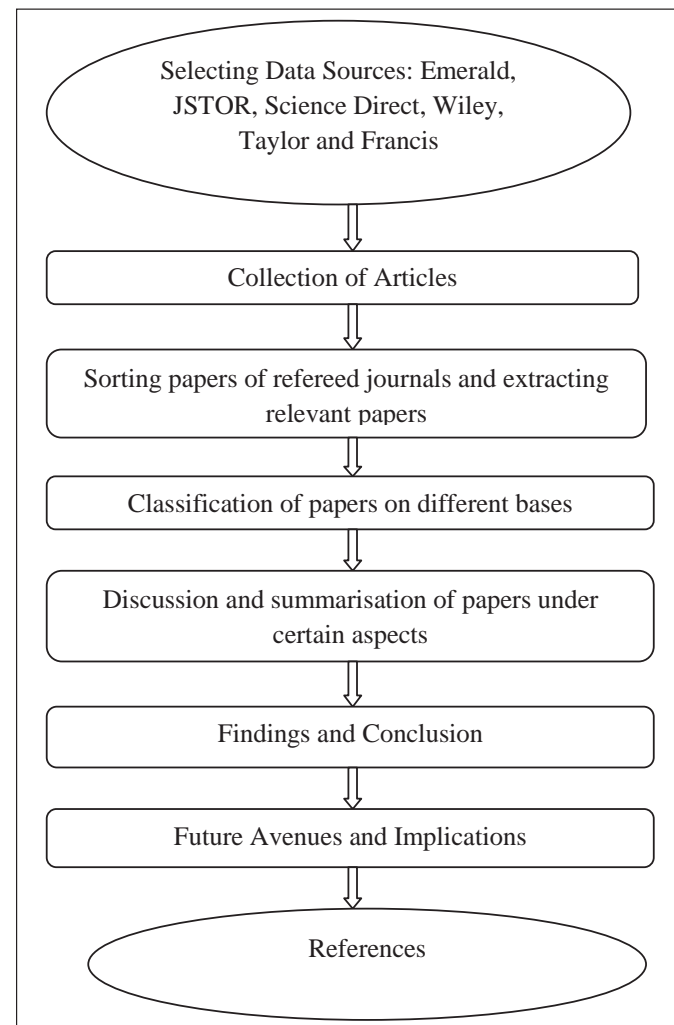 Selecting Data Sources: Emerald,
JSTOR, Science Direct, Wiley,
Taylor and Francis
Collection of Articles
Sorting papers of refereed journals and extracting
relevant papers
Classification of papers on different bases
Discussion and summarisation of papers under
certain aspects
Findings and Conclusion
Future Avenues and Implications
References